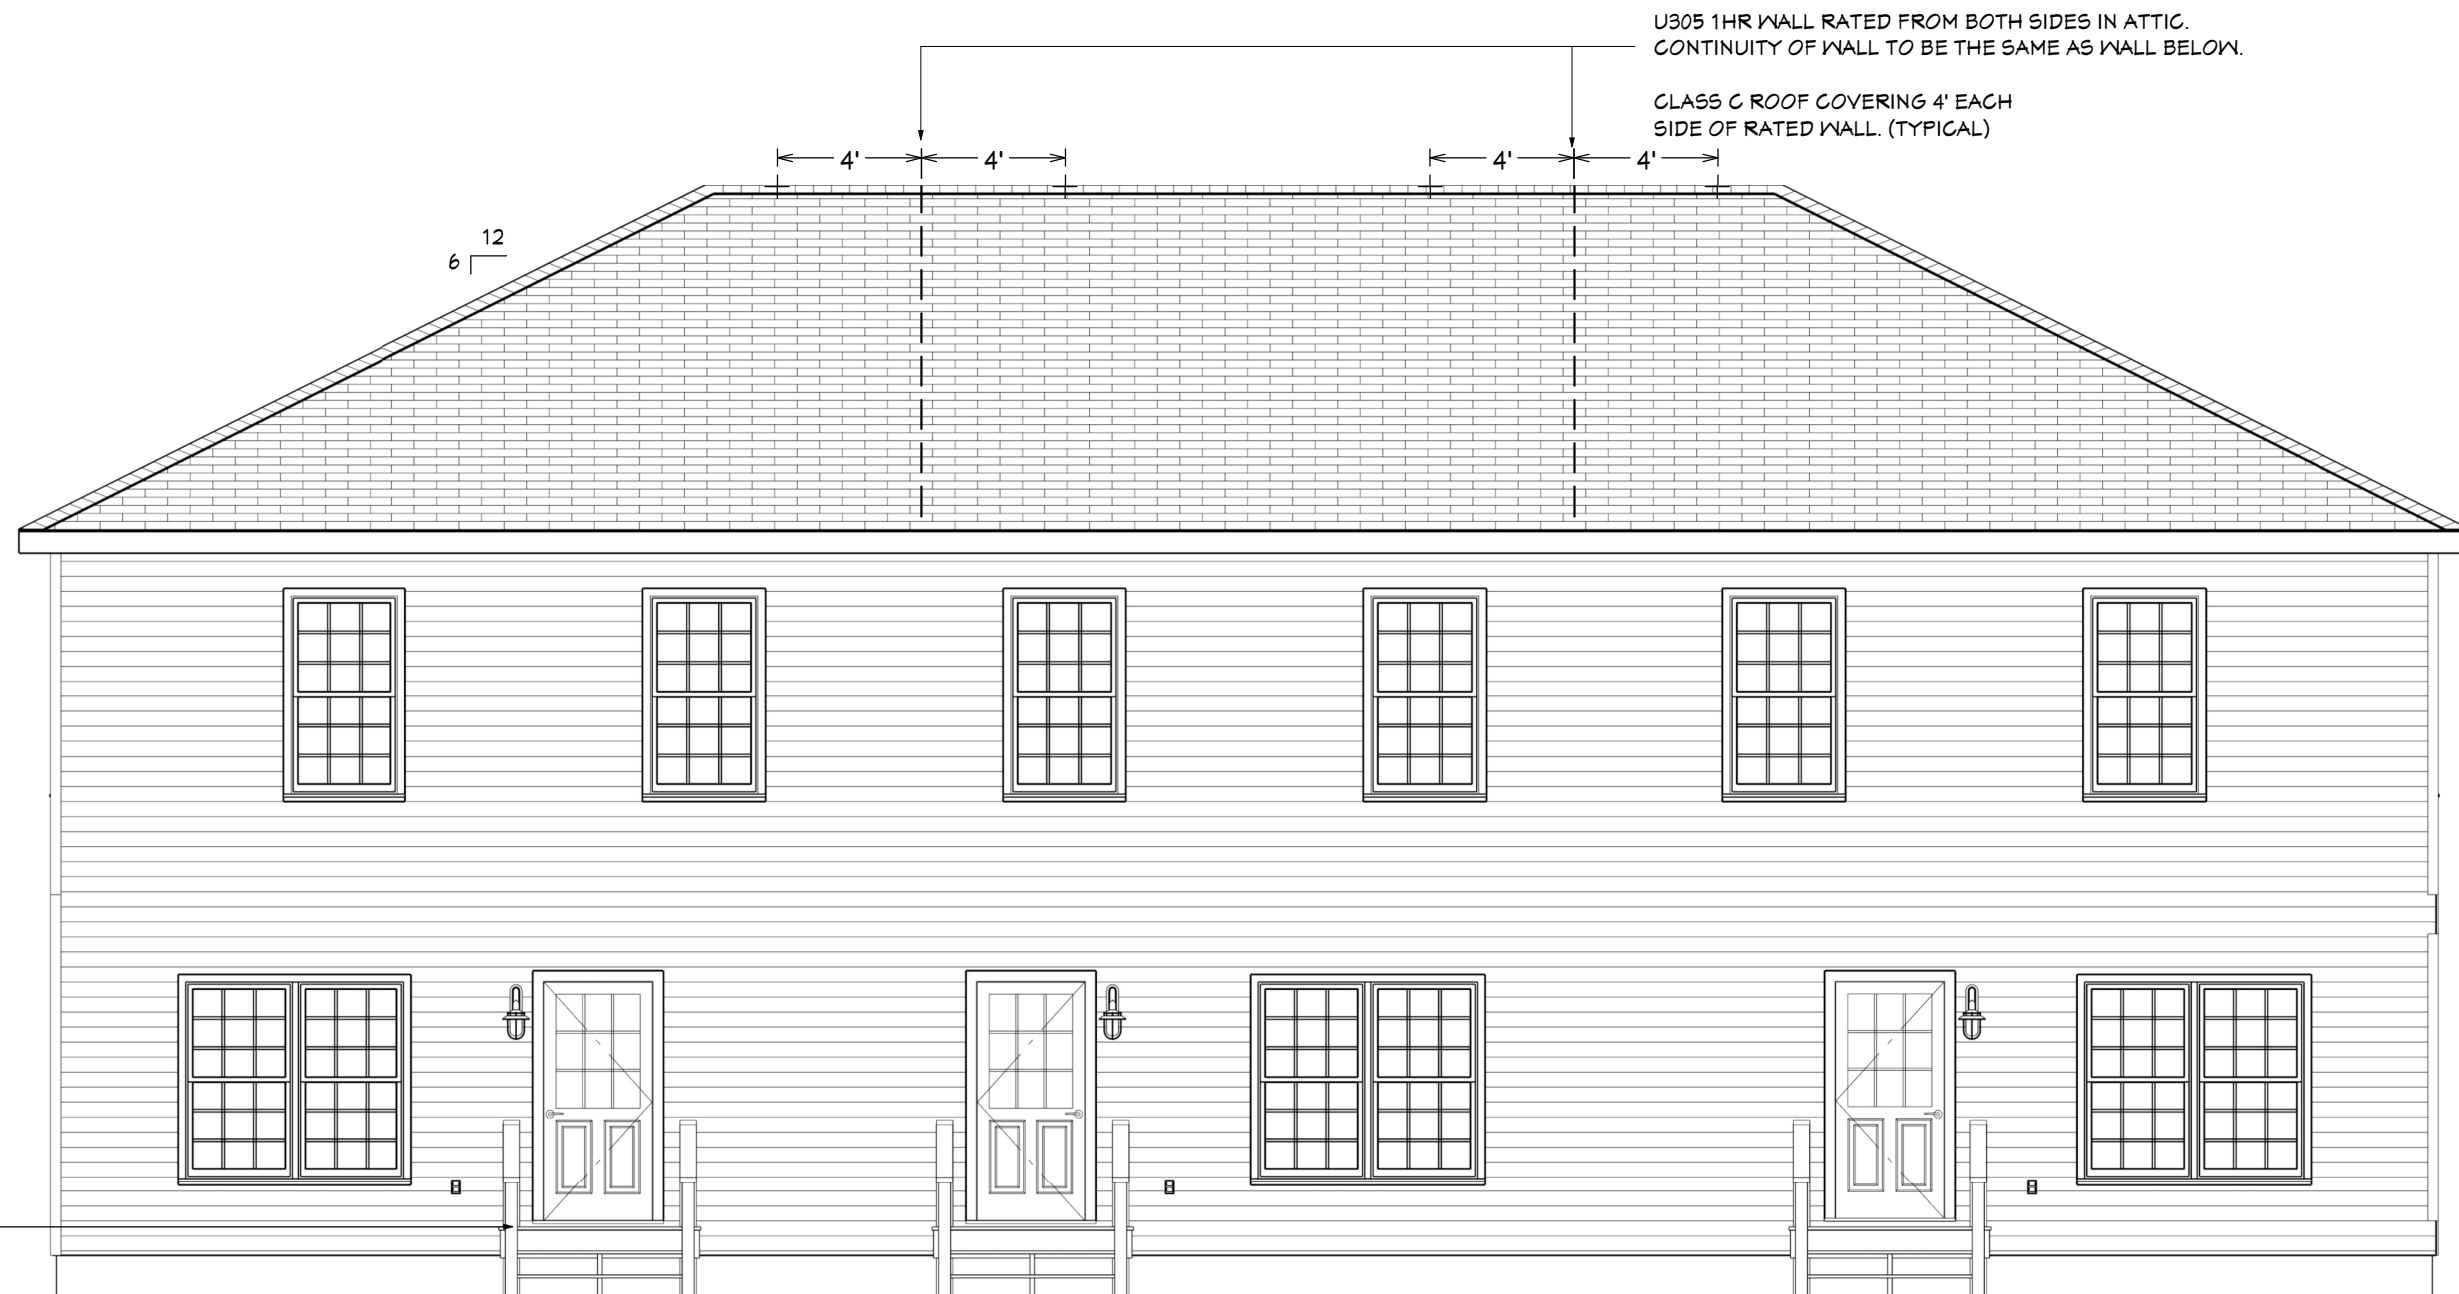 U305 1HR WALL RATED FROM BOTH SIDES IN ATTIC.
CONTINUITY OF WALL TO BE THE SAME AS WALL BELOW.
CLASS C ROOF COVERING 4' EACH
SIDE OF RATED WALL. (TYPICAL)
4' 4' 4' 4'
12
6